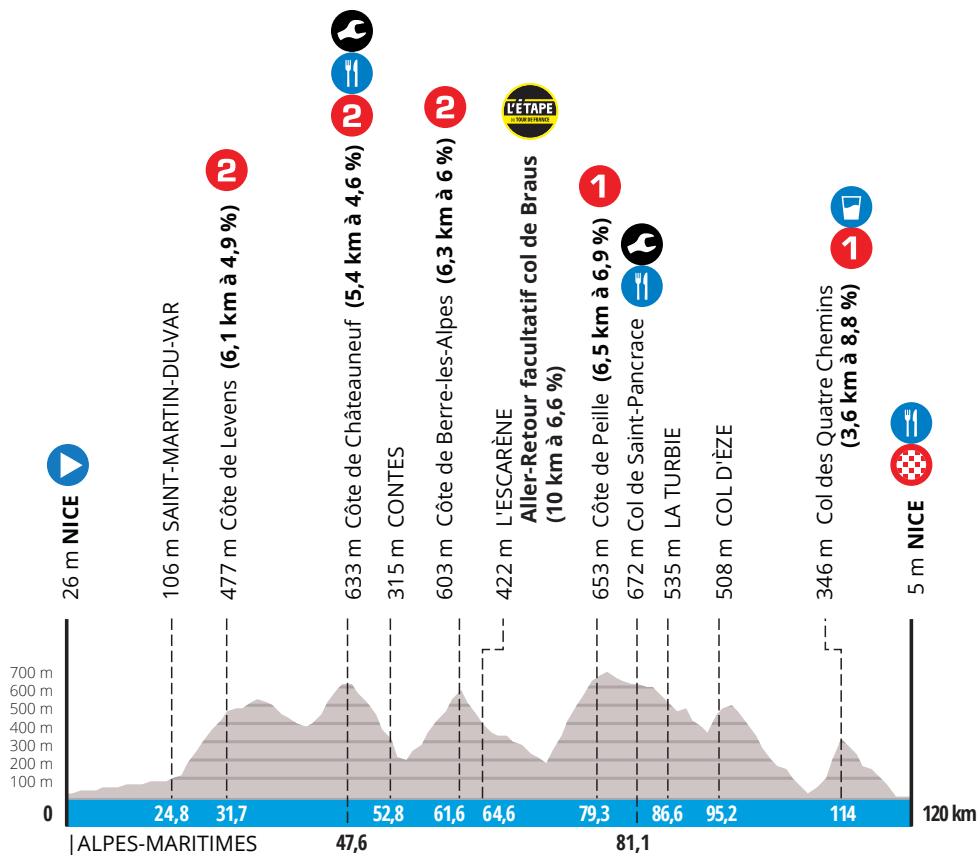 26 m NICE
106 m SAINT-MARTIN-DU-VAR
2
477 m Côte de Levens (6,1 km à 4,9 %)
2
633 m Côte de Châteauneuf (5,4 km à 4,6 %)
315 m CONTES
2
603 m Côte de Berre-les-Alpes (6,3 km à 6 %)
L'ÉTAPE
DU TOUR DE FRANCE
422 m L'ESCARÈNE
Aller-Retour facultatif col de Braus
(10 km à 6,6 %)
1
653 m Côte de Peille (6,5 km à 6,9 %)
672 m Col de Saint-Pancrace
535 m LA TURBIE
508 m COL D'ÈZE
1
346 m Col des Quatre Chemins
(3,6 km à 8,8 %)
5 m NICE
700 m
600 m
500 m
400 m
300 m
200 m
100 m
0 24,8 31,7 52,8 61,6 64,6 79,3 86,6 95,2 114 120 km
|ALPES-MARITIMES 47,6 81,1